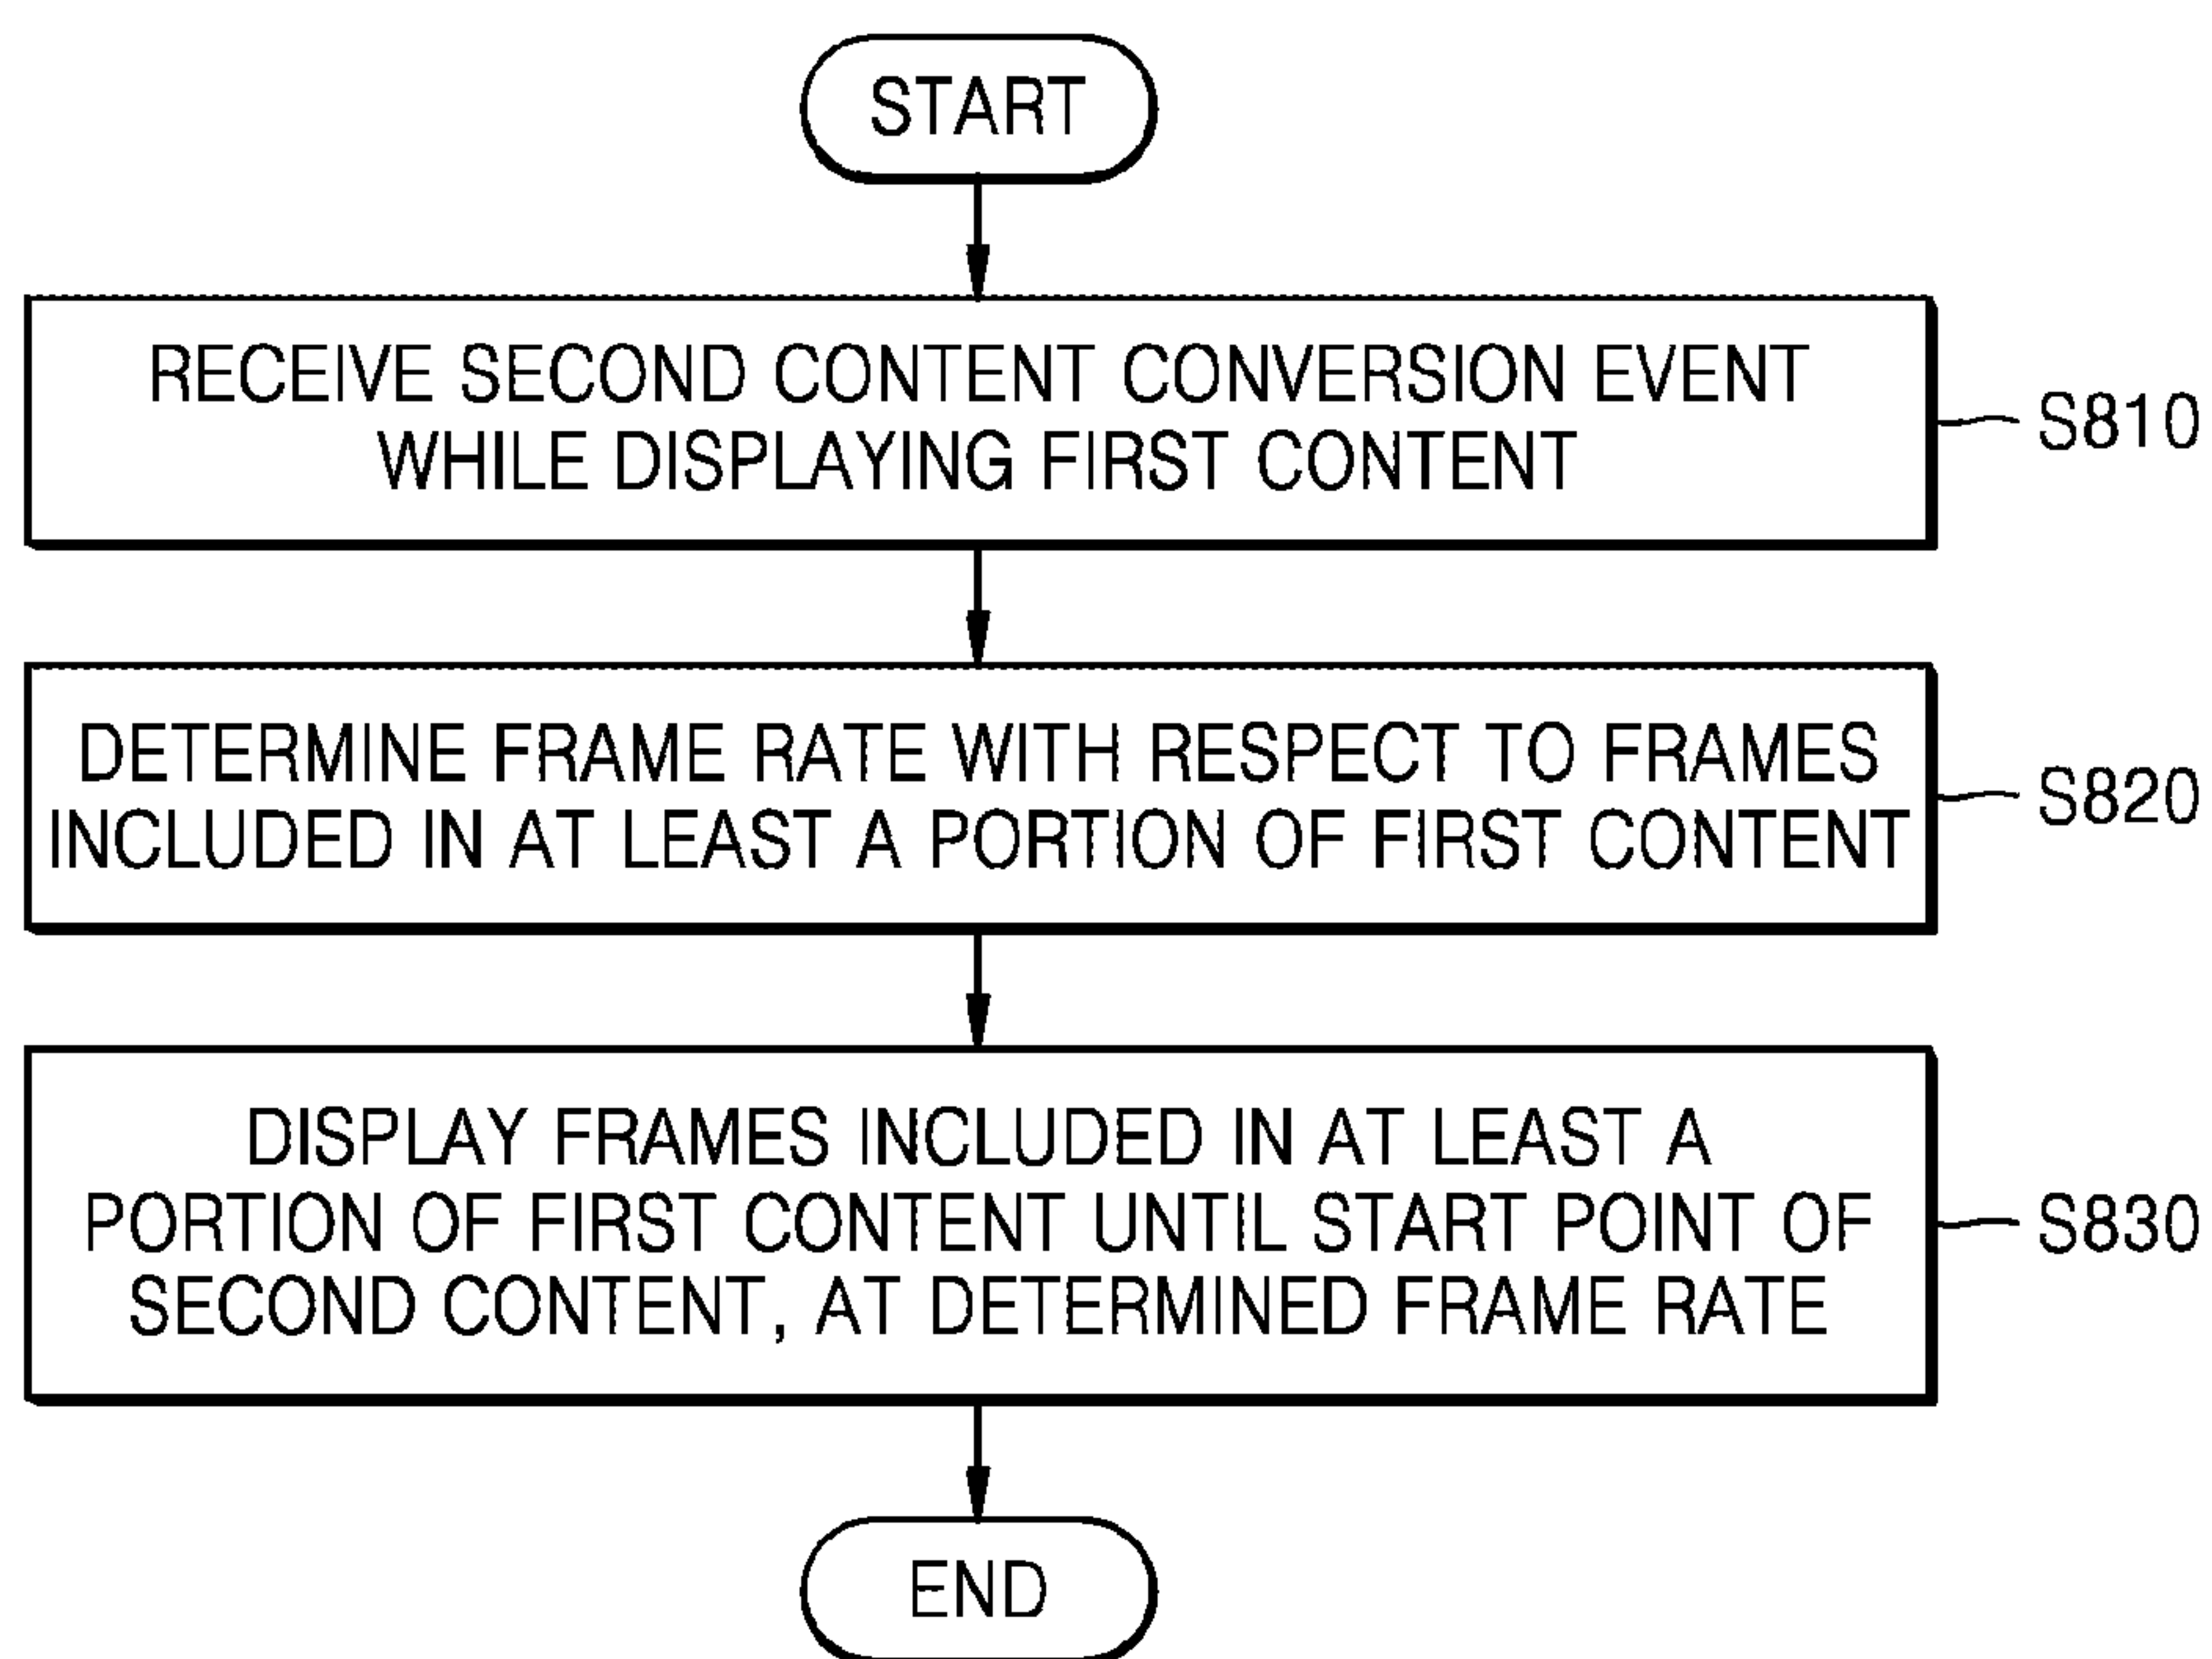 START
RECEIVE SECOND CONTENT CONVERSION EVENT
WHILE DISPLAYING FIRST CONTENT
S810
DETERMINE FRAME RATE WITH RESPECT TO FRAMES
INCLUDED IN AT LEAST A PORTION OF FIRST CONTENT
S820
DISPLAY FRAMES INCLUDED IN AT LEAST A
PORTION OF FIRST CONTENT UNTIL START POINT OF
SECOND CONTENT, AT DETERMINED FRAME RATE
S830
END